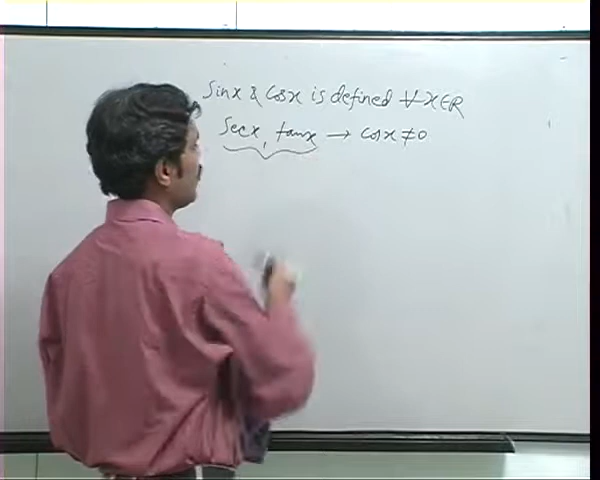 Sinx & Cosx is defined ∀ x∈R
Secx, tanx → Cosx ≠ 0